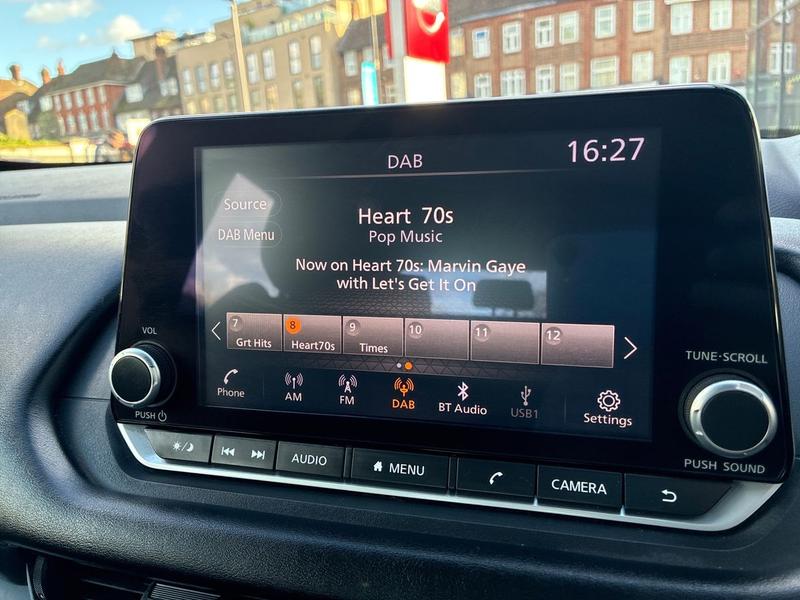 DAB
16:27
Source
DAB Menu
Heart 70s
Pop Music
Now on Heart 70s: Marvin Gaye
with Let's Get It On
7
Grt Hits
8
Heart70s
9
Times
10
11
12
Phone
AM
FM
DAB
BT Audio
USB1
Settings
VOL
PUSH
TUNE·SCROLL
PUSH SOUND
AUDIO
MENU
CAMERA